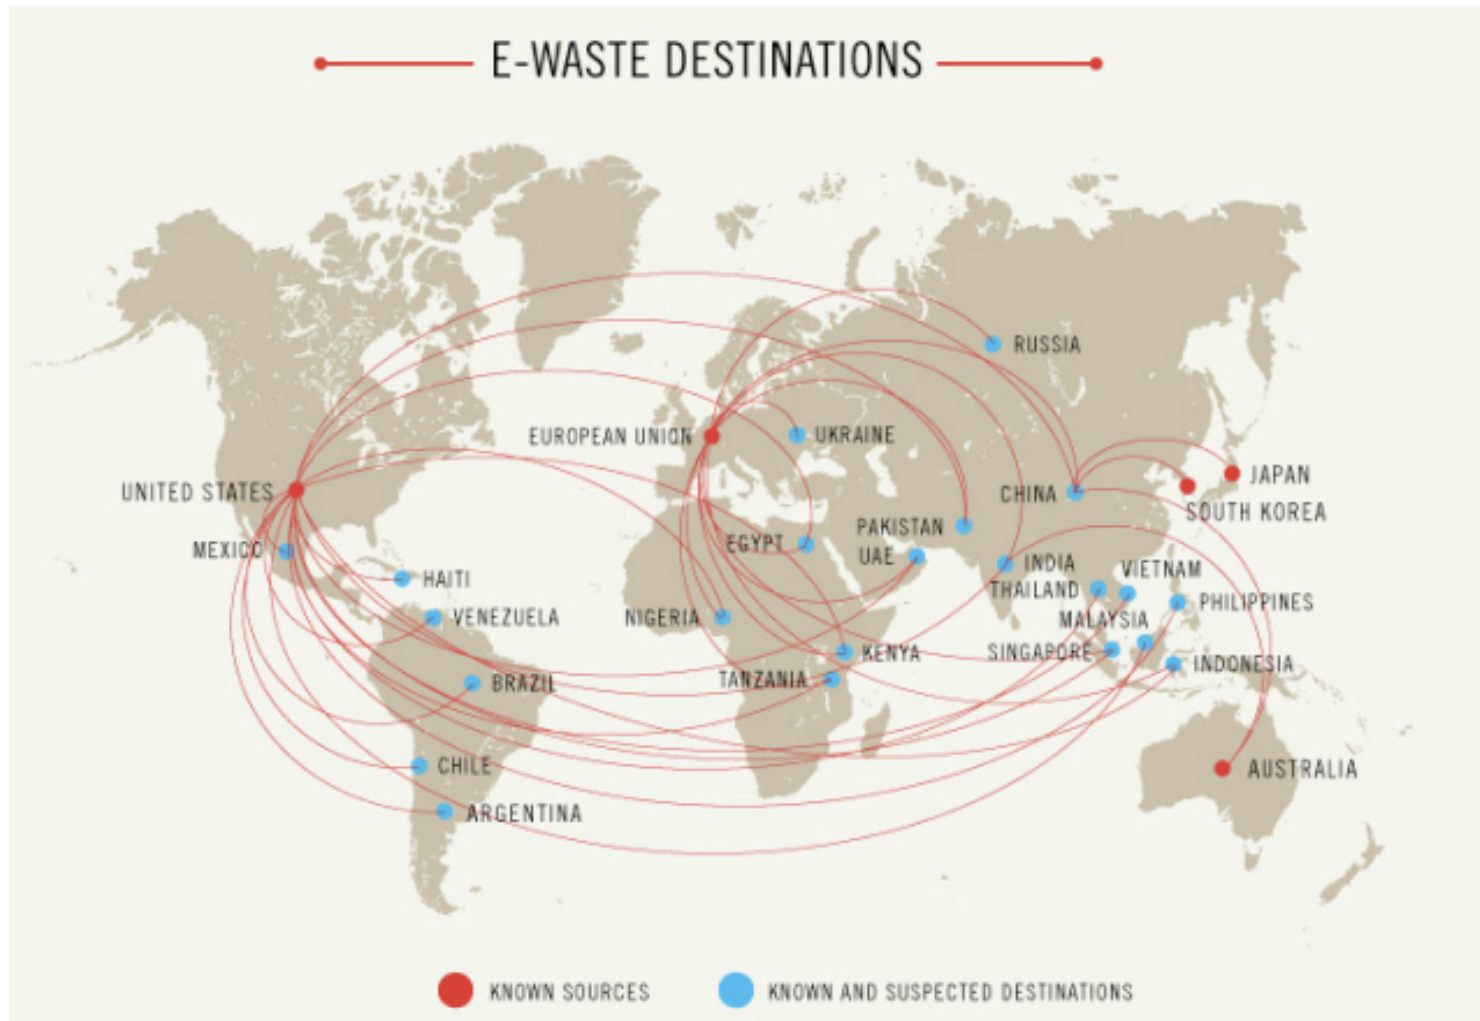 E-WASTE DESTINATIONS
RUSSIA
EUROPEAN UNION
UKRAINE
UNITED STATES
CHINA
JAPAN
SOUTH KOREA
MEXICO
EGYPT
PAKISTAN
UAE
INDIA
THAILAND
VIETNAM
HAITI
VENEZUELA
NIGERIA
MALAYSIA
PHILIPPINES
KENYA
SINGAPORE
INDONESIA
BRAZIL
TANZANIA
CHILE
AUSTRALIA
ARGENTINA
KNOWN SOURCES
KNOWN AND SUSPECTED DESTINATIONS